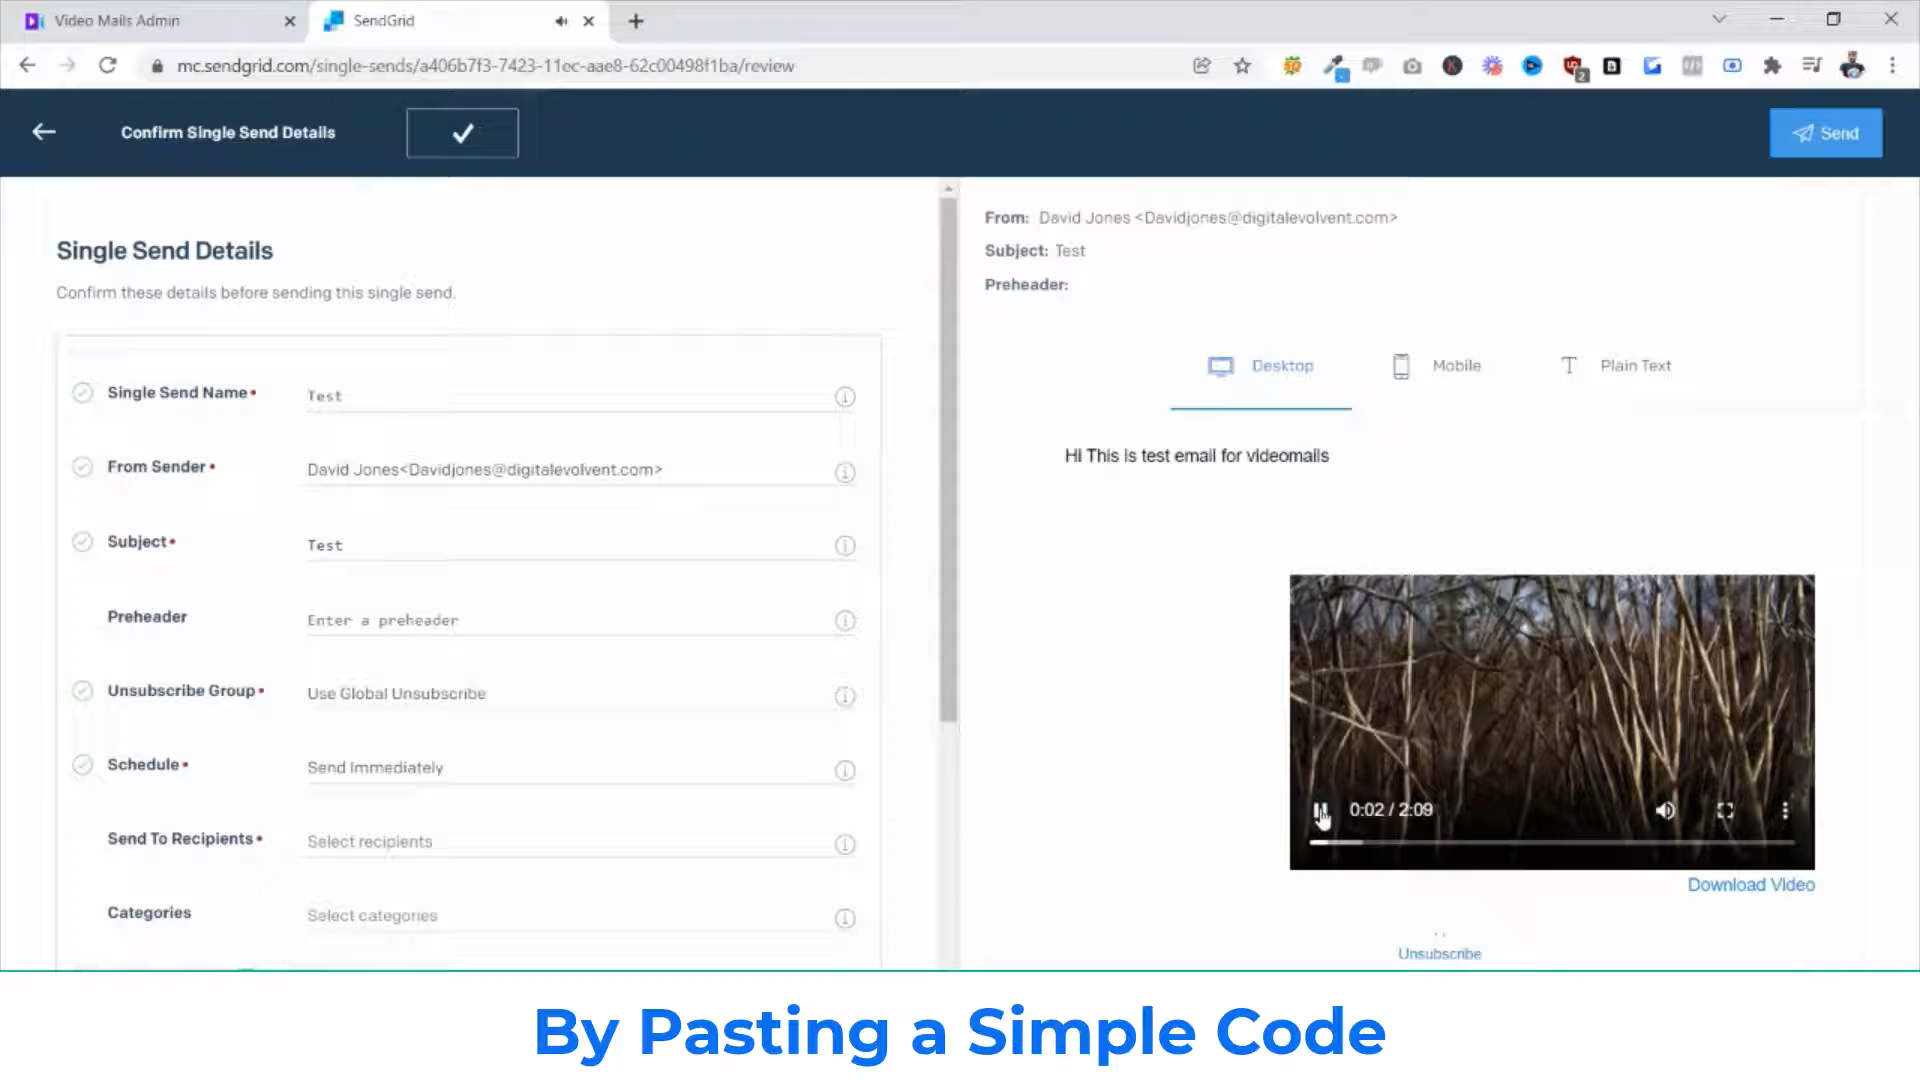 Video Mails Admin
SendGrid
mc.sendgrid.com/single-sends/a406b7f3-7423-11ec-aae8-62c00498f1ba/review
Confirm Single Send Details
Send
Single Send Details
Confirm these details before sending this single send.
Single Send Name • Test
From Sender • David Jones<Davidjones@digitalevolvent.com>
Subject • Test
Preheader Enter a preheader
Unsubscribe Group • Use Global Unsubscribe
Schedule • Send Immediately
Send To Recipients • Select recipients
Categories Select categories
From: David Jones <Davidjones@digitalevolvent.com>
Subject: Test
Preheader:
Desktop Mobile Plain Text
Hi This is test email for videomails
0:02 / 2:09
Download Video
Unsubscribe
By Pasting a Simple Code